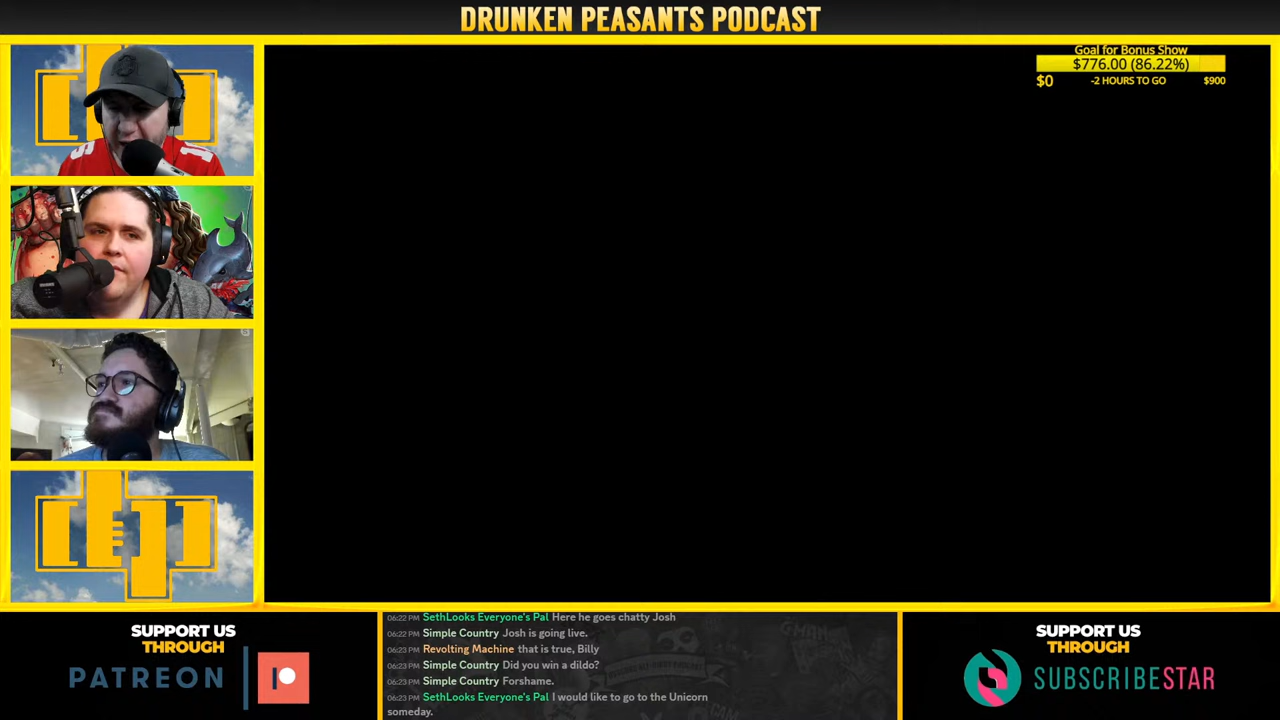 DRUNKEN PEASANTS PODCAST
Goal for Bonus Show
$776.00 (86.22%)
$0 -2 HOURS TO GO $900
SUPPORT US
THROUGH
PATREON
06:22 PM SethLooks Everyone's Pal Here he goes chatty Josh
06:22 PM Simple Country Josh is going live.
06:23 PM Revolting Machine that is true, Billy
06:23 PM Simple Country Did you win a dildo?
06:23 PM Simple Country Forshame.
06:23 PM SethLooks Everyone's Pal I would like to go to the Unicorn
someday.
SUPPORT US
THROUGH
SUBSCRIBESTAR